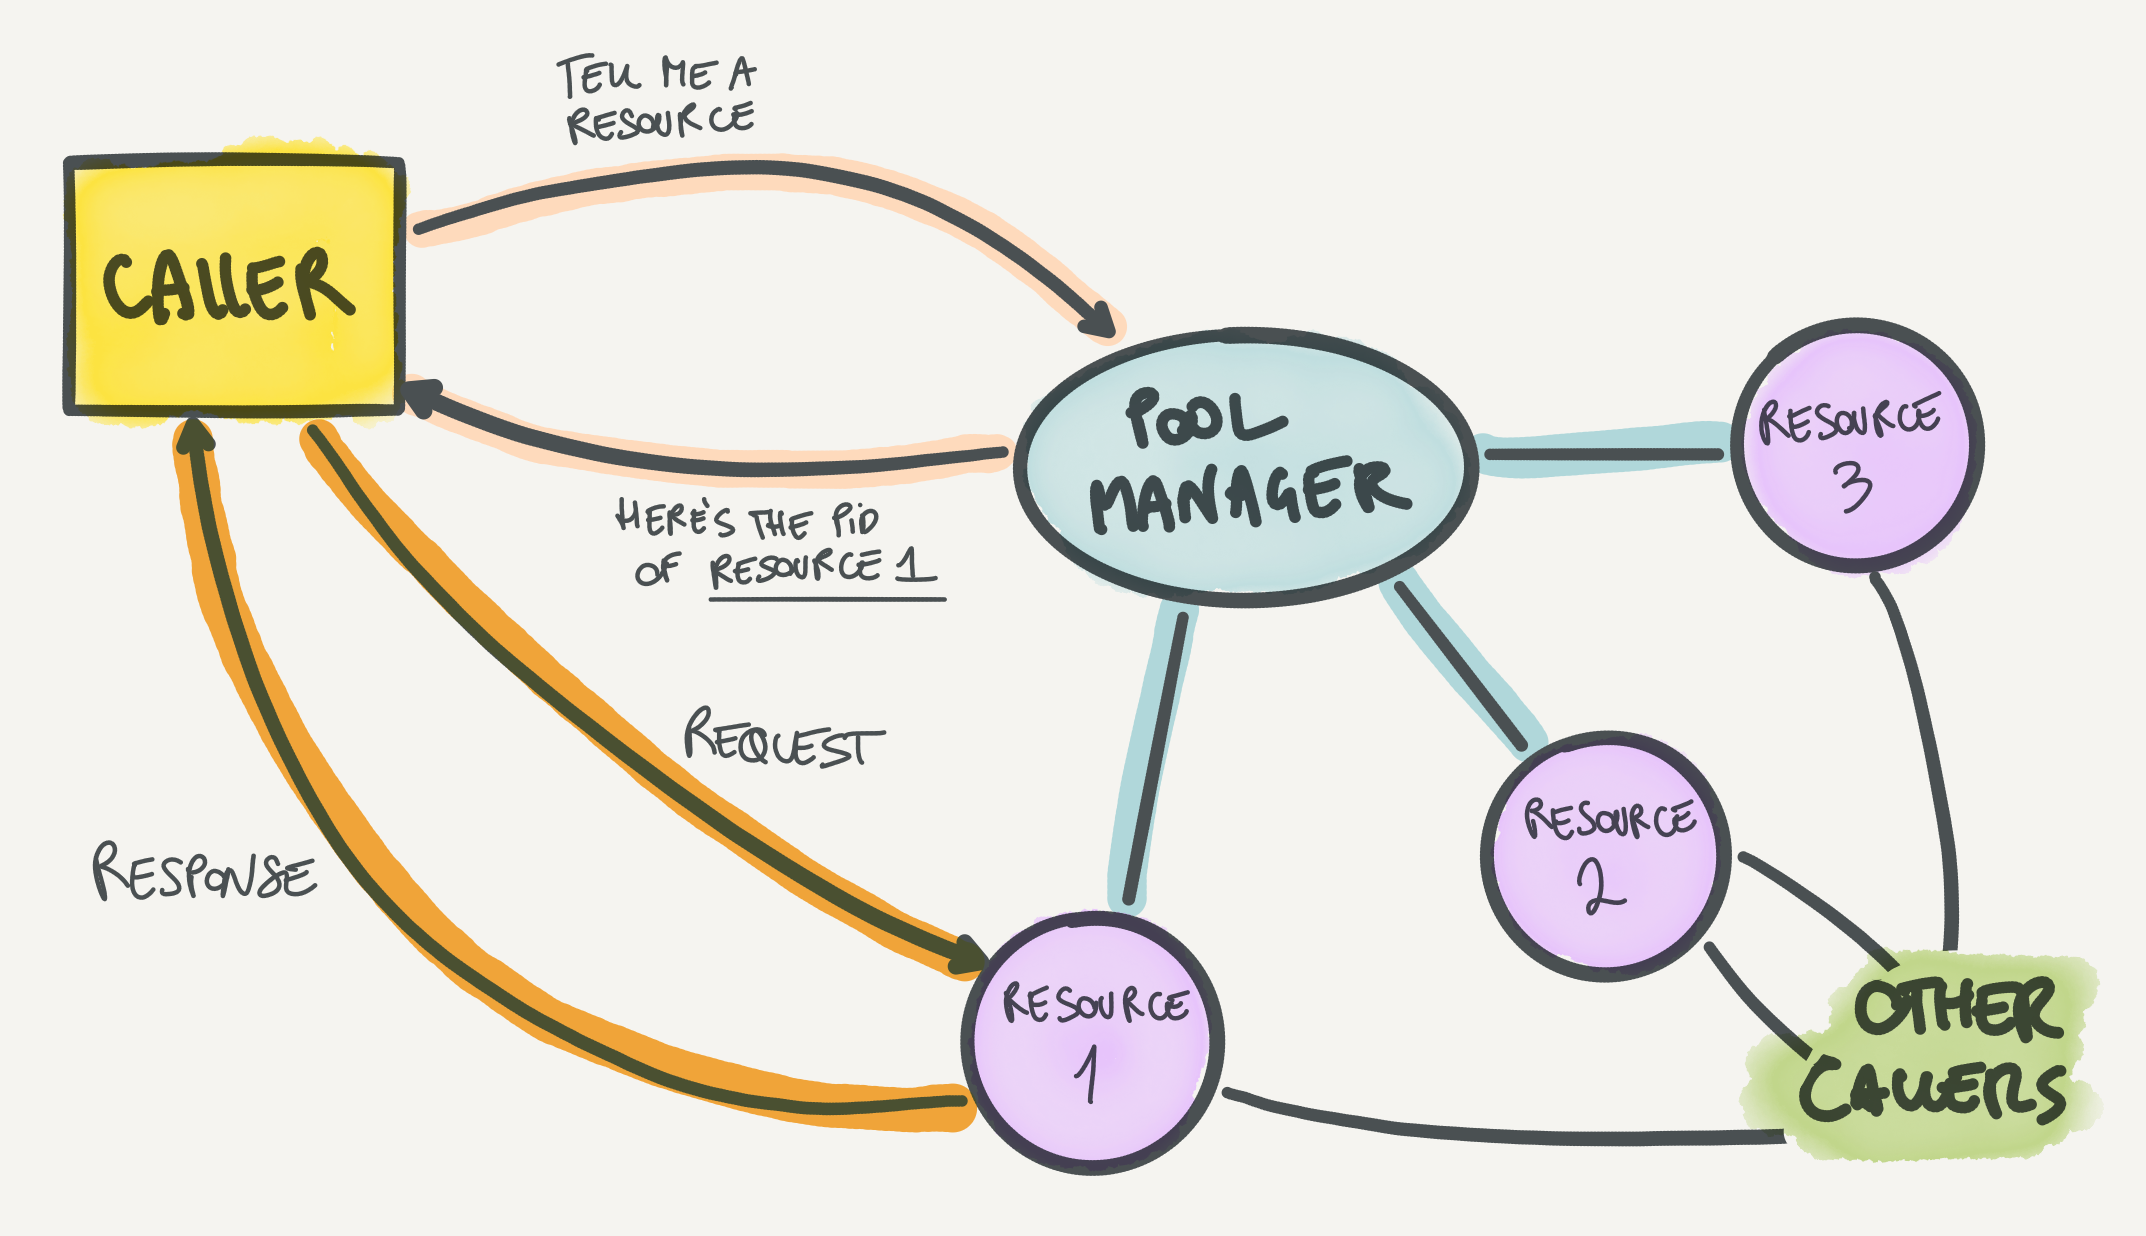 TELL ME A
RESOURCE
CALLER
POOL
MANAGER
HERE'S THE PiD
OF RESOURCE 1
RESOURCE
3
REQUEST
RESPONSE
RESOURCE
2
RESOURCE
1
OTHER
CALLERS